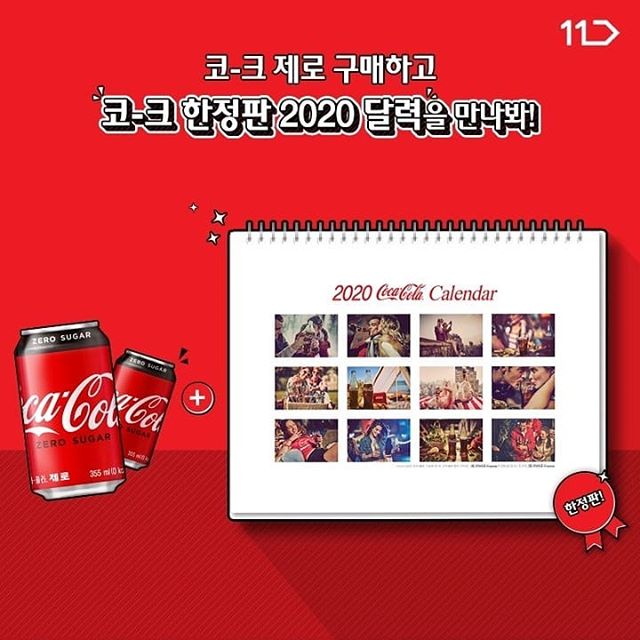 11
코-크 제로 구매하고
코-크 한정판 2020 달력을 만나봐!
2020 Coca-Cola Calendar
ZERO SUGAR
ca-Cola
ZERO SUGAR
제로
355 ml
ZERO SUGAR
Coca-Cola
ZERO SUGAR
+
한정판!